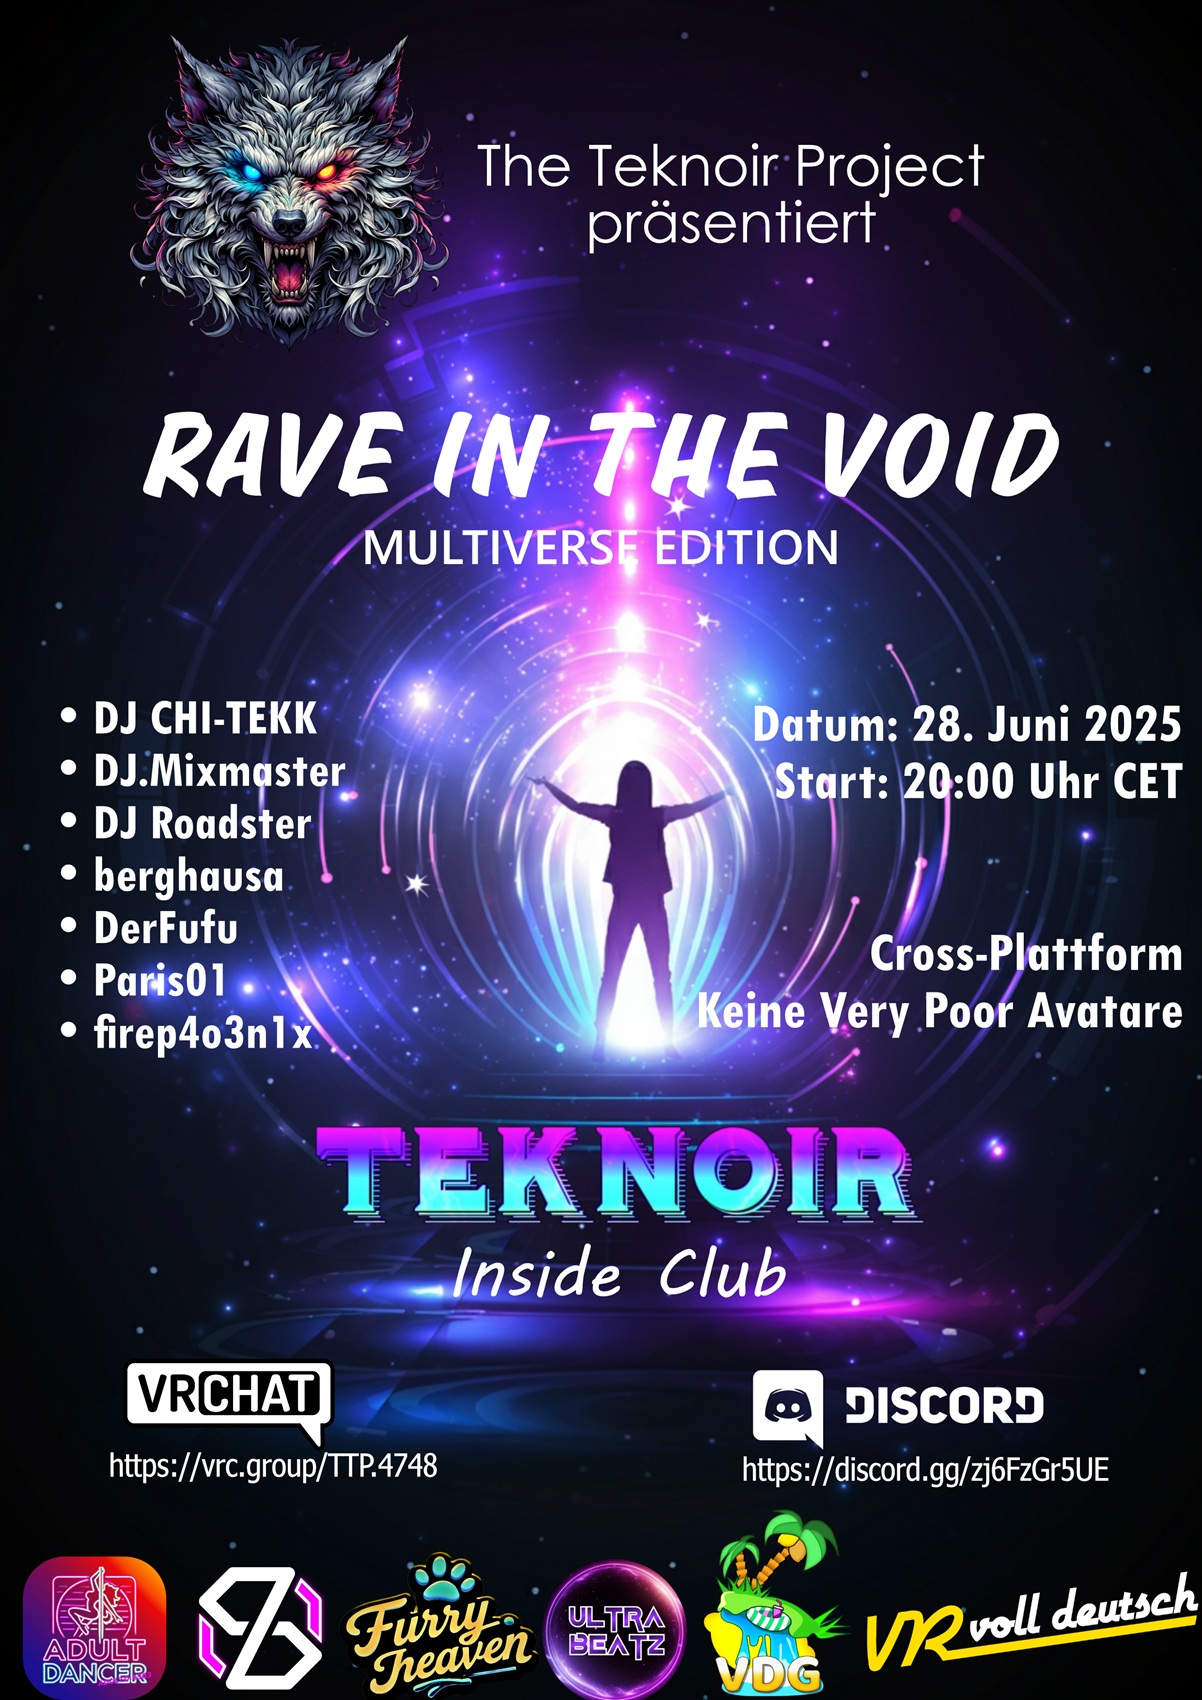 The Teknoir Project
präsentiert
RAVE IN THE VOID
MULTIVERSE EDITION
• DJ CHI-TEKK
• DJ.Mixmaster
• DJ Roadster
• berghausa
• DerFufu
• Paris01
• firep4o3n1x
Datum: 28. Juni 2025
Start: 20:00 Uhr CET
Cross-Plattform
Keine Very Poor Avatare
TEKNOIR
Inside Club
VRCHAT
https://vrc.group/TTP.4748
DISCORD
https://discord.gg/zj6FzGr5UE
ADULT
DANCER
Furry
heaven
ULTRA
BEATZ
VDG
VR voll deutsch